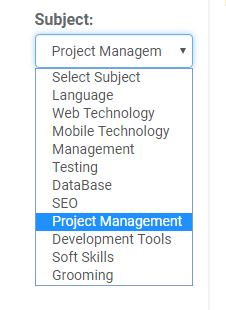 Subject:
Project Managem
Select Subject
Language
Web Technology
Mobile Technology
Management
Testing
DataBase
SEO
Project Management
Development Tools
Soft Skills
Grooming